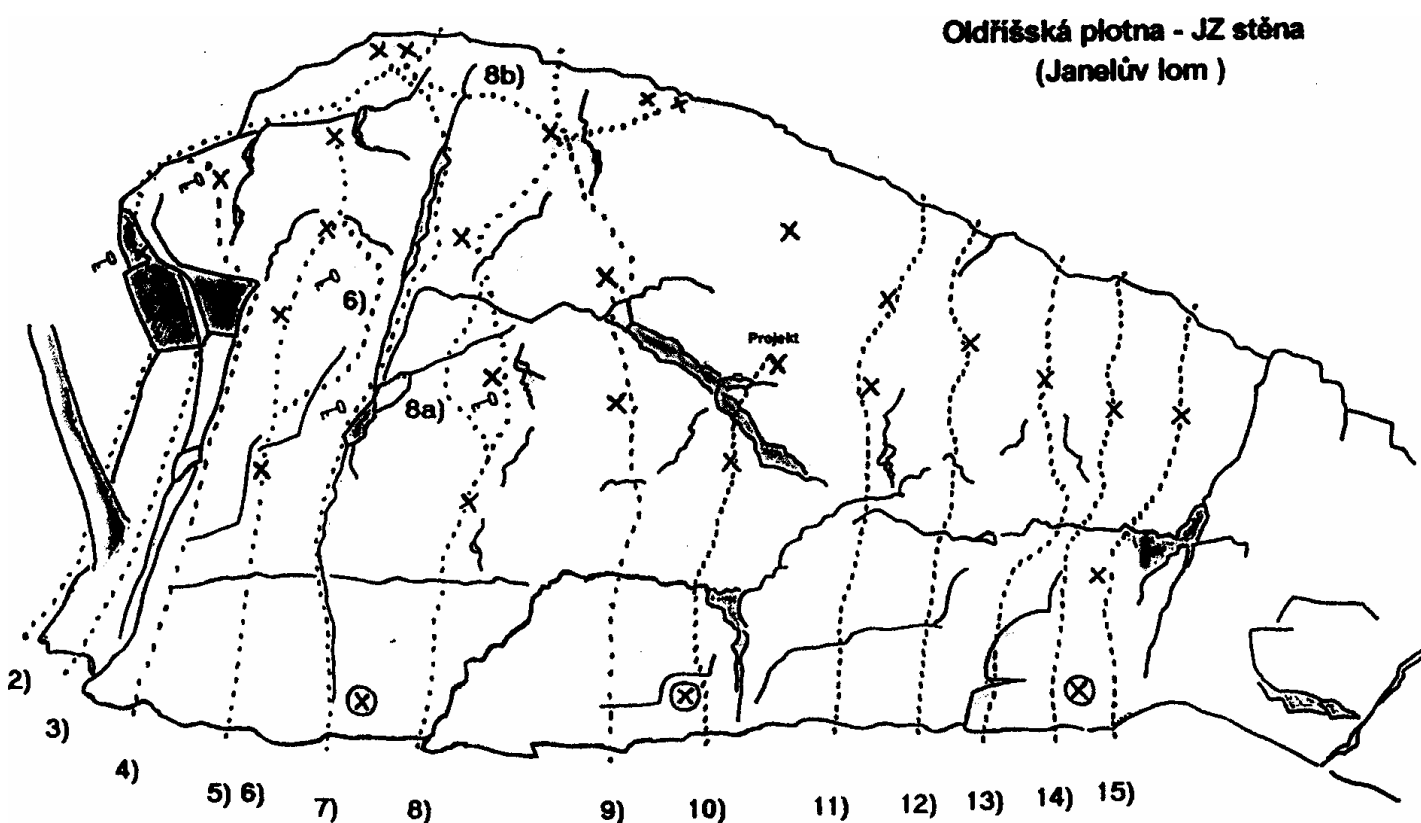 Oldříšská plotna - JZ stěna
(Janelův lom )
8b)
6)
Projekt
8a)
2)
3)
4)
5) 6)
7)
8)
9)
10)
11)
12)
13)
14)
15)